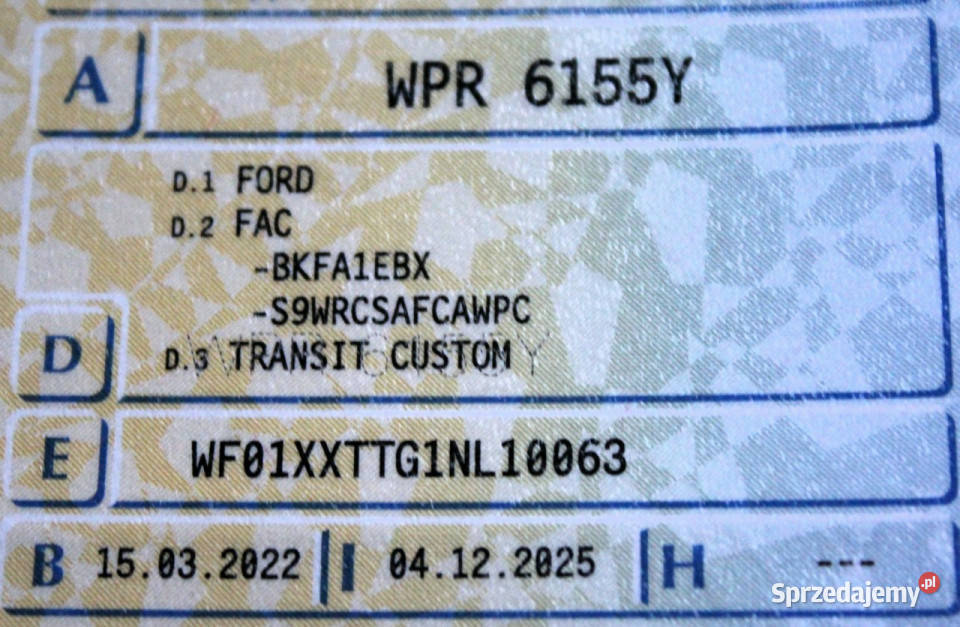 A WPR 6155Y
D.1 FORD
D.2 FAC
-BKFA1EBX
-S9WRCSAFCAWPC
D D.3 TRANSIT CUSTOM
E WF01XXTTG1NL10063
B 15.03.2022 I 04.12.2025 H ---
Sprzedajemy.pl